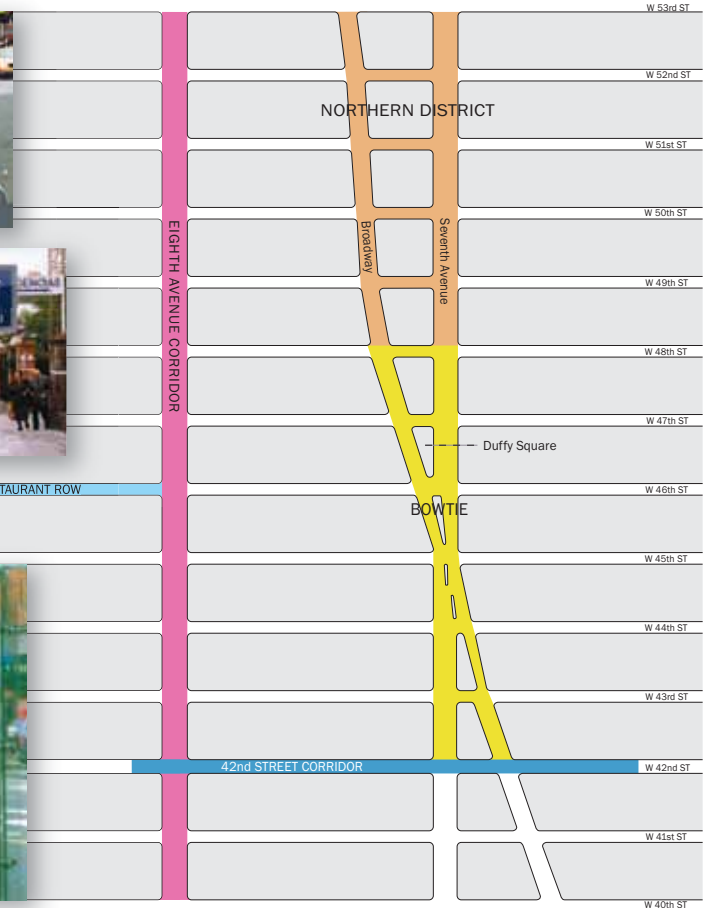 W 53rd ST
W 52nd ST
NORTHERN DISTRICT
W 51st ST
W 50th ST
EIGHTH AVENUE CORRIDOR
Broadway
Seventh Avenue
W 49th ST
W 48th ST
W 47th ST
Duffy Square
TAURANT ROW
W 46th ST
BOWTIE
W 45th ST
W 44th ST
W 43rd ST
42nd STREET CORRIDOR
W 42nd ST
W 41st ST
W 40th ST